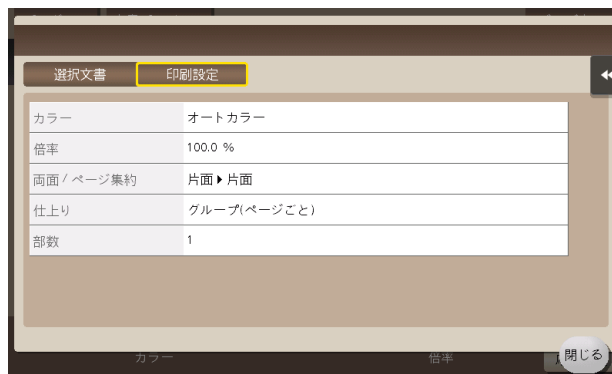 選択文書
印刷設定
カラー オートカラー
倍率 100.0 %
両面 / ページ集約 片面▶片面
仕上り グループ(ページごと)
部数 1
カラー 倍率
閉じる